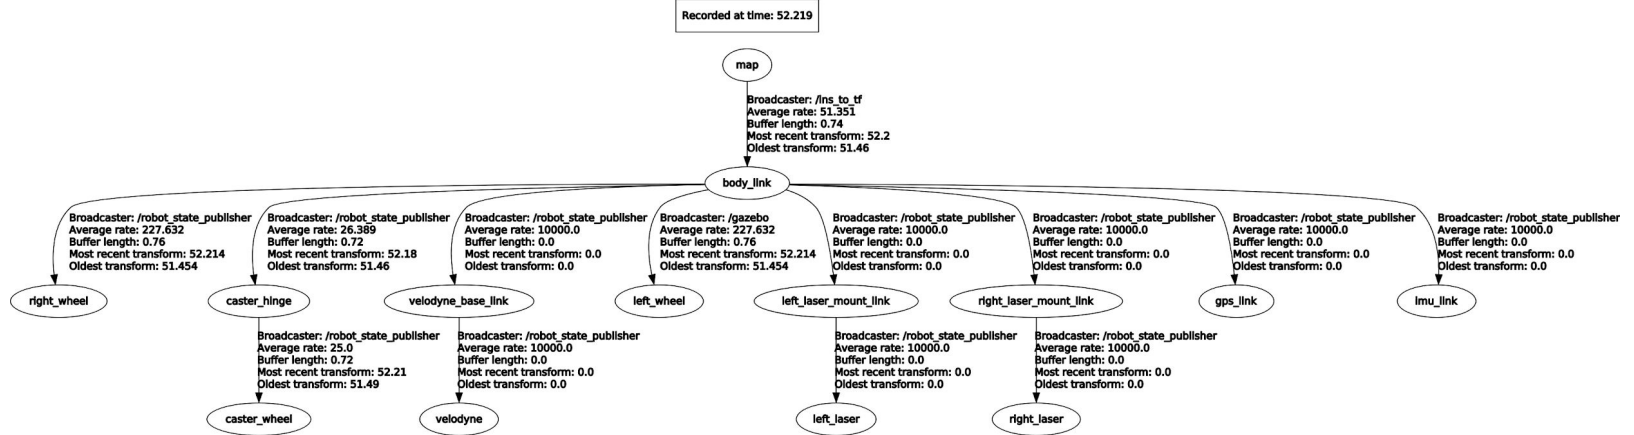 Recorded at time: 52.219
map
Broadcaster: /ins_to_tf
Average rate: 51.351
Buffer length: 0.74
Most recent transform: 52.2
Oldest transform: 51.46
body_link
Broadcaster: /robot_state_publisher
Average rate: 227.632
Buffer length: 0.76
Most recent transform: 52.214
Oldest transform: 51.454
Broadcaster: /robot_state_publisher
Average rate: 26.389
Buffer length: 0.72
Most recent transform: 52.18
Oldest transform: 51.46
Broadcaster: /robot_state_publisher
Average rate: 10000.0
Buffer length: 0.0
Most recent transform: 0.0
Oldest transform: 0.0
Broadcaster: /gazebo
Average rate: 227.632
Buffer length: 0.76
Most recent transform: 52.214
Oldest transform: 51.454
Broadcaster: /robot_state_publisher
Average rate: 10000.0
Buffer length: 0.0
Most recent transform: 0.0
Oldest transform: 0.0
Broadcaster: /robot_state_publisher
Average rate: 10000.0
Buffer length: 0.0
Most recent transform: 0.0
Oldest transform: 0.0
Broadcaster: /robot_state_publisher
Average rate: 10000.0
Buffer length: 0.0
Most recent transform: 0.0
Oldest transform: 0.0
Broadcaster: /robot_state_publisher
Average rate: 10000.0
Buffer length: 0.0
Most recent transform: 0.0
Oldest transform: 0.0
right_wheel
caster_hinge
velodyne_base_link
left_wheel
left_laser_mount_link
right_laser_mount_link
gps_link
imu_link
Broadcaster: /robot_state_publisher
Average rate: 25.0
Buffer length: 0.72
Most recent transform: 52.21
Oldest transform: 51.49
Broadcaster: /robot_state_publisher
Average rate: 10000.0
Buffer length: 0.0
Most recent transform: 0.0
Oldest transform: 0.0
Broadcaster: /robot_state_publisher
Average rate: 10000.0
Buffer length: 0.0
Most recent transform: 0.0
Oldest transform: 0.0
Broadcaster: /robot_state_publisher
Average rate: 10000.0
Buffer length: 0.0
Most recent transform: 0.0
Oldest transform: 0.0
caster_wheel
velodyne
left_laser
right_laser